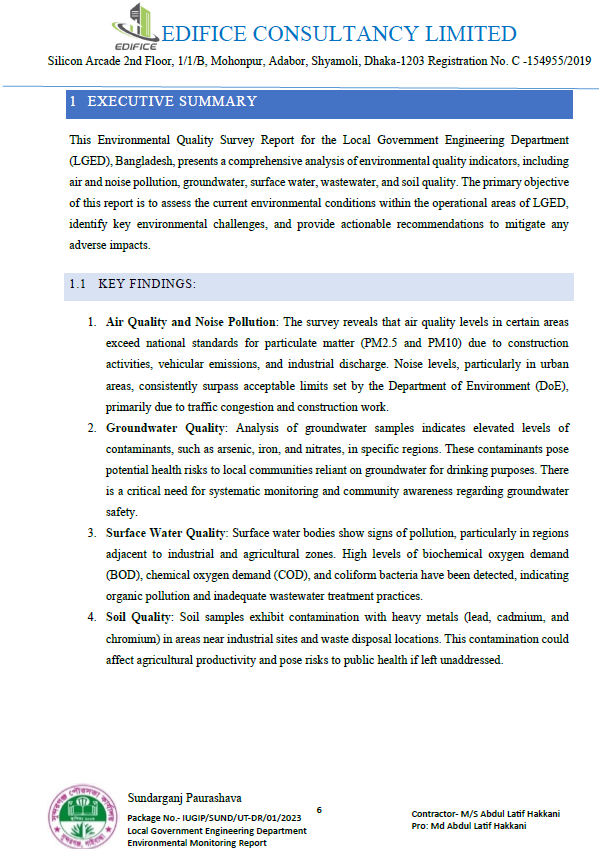 EDIFICE
EDIFICE CONSULTANCY LIMITED
Silicon Arcade 2nd Floor, 1/1/B, Mohonpur, Adabor, Shyamoli, Dhaka-1203 Registration No. C -154955/2019
1 EXECUTIVE SUMMARY
This Environmental Quality Survey Report for the Local Government Engineering Department
(LGED), Bangladesh, presents a comprehensive analysis of environmental quality indicators, including
air and noise pollution, groundwater, surface water, wastewater, and soil quality. The primary objective
of this report is to assess the current environmental conditions within the operational areas of LGED,
identify key environmental challenges, and provide actionable recommendations to mitigate any
adverse impacts.
1.1 KEY FINDINGS:
1. Air Quality and Noise Pollution: The survey reveals that air quality levels in certain areas
exceed national standards for particulate matter (PM2.5 and PM10) due to construction
activities, vehicular emissions, and industrial discharge. Noise levels, particularly in urban
areas, consistently surpass acceptable limits set by the Department of Environment (DoE),
primarily due to traffic congestion and construction work.
2. Groundwater Quality: Analysis of groundwater samples indicates elevated levels of
contaminants, such as arsenic, iron, and nitrates, in specific regions. These contaminants pose
potential health risks to local communities reliant on groundwater for drinking purposes. There
is a critical need for systematic monitoring and community awareness regarding groundwater
safety.
3. Surface Water Quality: Surface water bodies show signs of pollution, particularly in regions
adjacent to industrial and agricultural zones. High levels of biochemical oxygen demand
(BOD), chemical oxygen demand (COD), and coliform bacteria have been detected, indicating
organic pollution and inadequate wastewater treatment practices.
4. Soil Quality: Soil samples exhibit contamination with heavy metals (lead, cadmium, and
chromium) in areas near industrial sites and waste disposal locations. This contamination could
affect agricultural productivity and pose risks to public health if left unaddressed.
Sundarganj Paurashava
Package No.- IUGIP/SUND/UT-DR/01/2023
Local Government Engineering Department
Environmental Monitoring Report
6
Contractor- M/S Abdul Latif Hakkani
Pro: Md Abdul Latif Hakkani